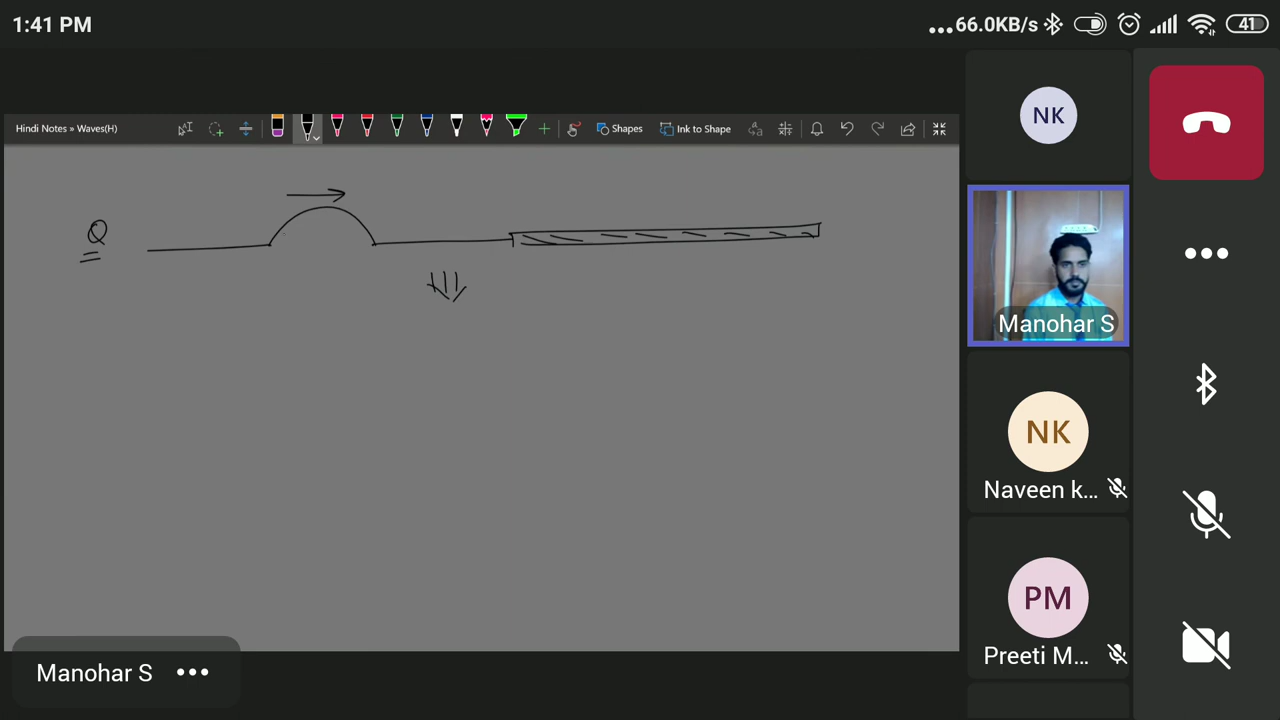 1:41 PM
...66.0KB/s 41
Hindi Notes » Waves(H)
Shapes
Ink to Shape
Q
NK
Manohar S
NK
Naveen k...
PM
Preeti M...
Manohar S